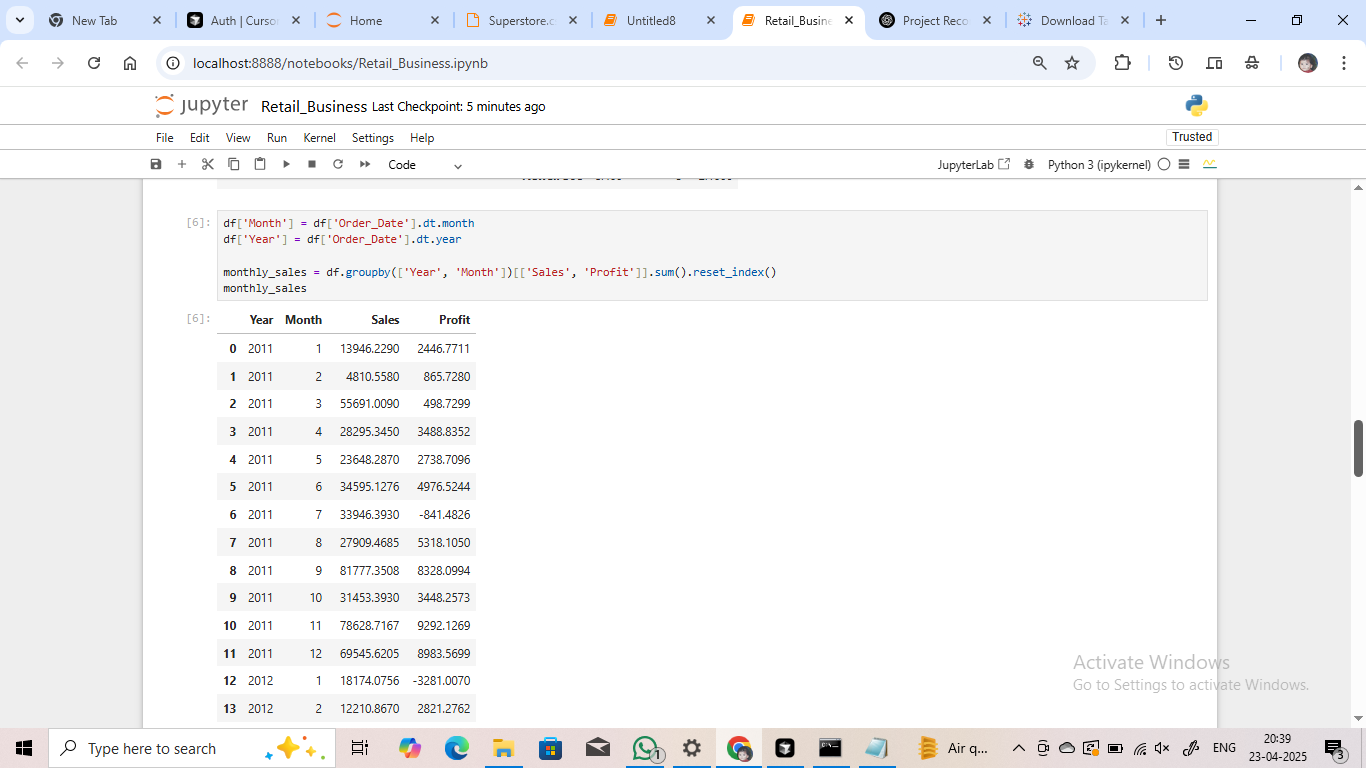 New Tab
Auth | Curso
Home
Superstore.c
Untitled8
Retail_Busine
Project Reco
Download Ta
localhost:8888/notebooks/Retail_Business.ipynb
jupyter Retail_Business Last Checkpoint: 5 minutes ago
File Edit View Run Kernel Settings Help
Trusted
Code
JupyterLab
Python 3 (ipykernel)
[6]: df['Month'] = df['Order_Date'].dt.month
df['Year'] = df['Order_Date'].dt.year
monthly_sales = df.groupby(['Year', 'Month'])[['Sales', 'Profit']].sum().reset_index()
monthly_sales
[6]: Year Month Sales Profit
0 2011 1 13946.2290 2446.7711
1 2011 2 4810.5580 865.7280
2 2011 3 55691.0090 498.7299
3 2011 4 28295.3450 3488.8352
4 2011 5 23648.2870 2738.7096
5 2011 6 34595.1276 4976.5244
6 2011 7 33946.3930 -841.4826
7 2011 8 27909.4685 5318.1050
8 2011 9 81777.3508 8328.0994
9 2011 10 31453.3930 3448.2573
10 2011 11 78628.7167 9292.1269
11 2011 12 69545.6205 8983.5699
12 2012 1 18174.0756 -3281.0070
13 2012 2 12210.8670 2821.2762
Activate Windows
Go to Settings to activate Windows.
Type here to search
1
Air q...
ENG
20:39
23-04-2025
3